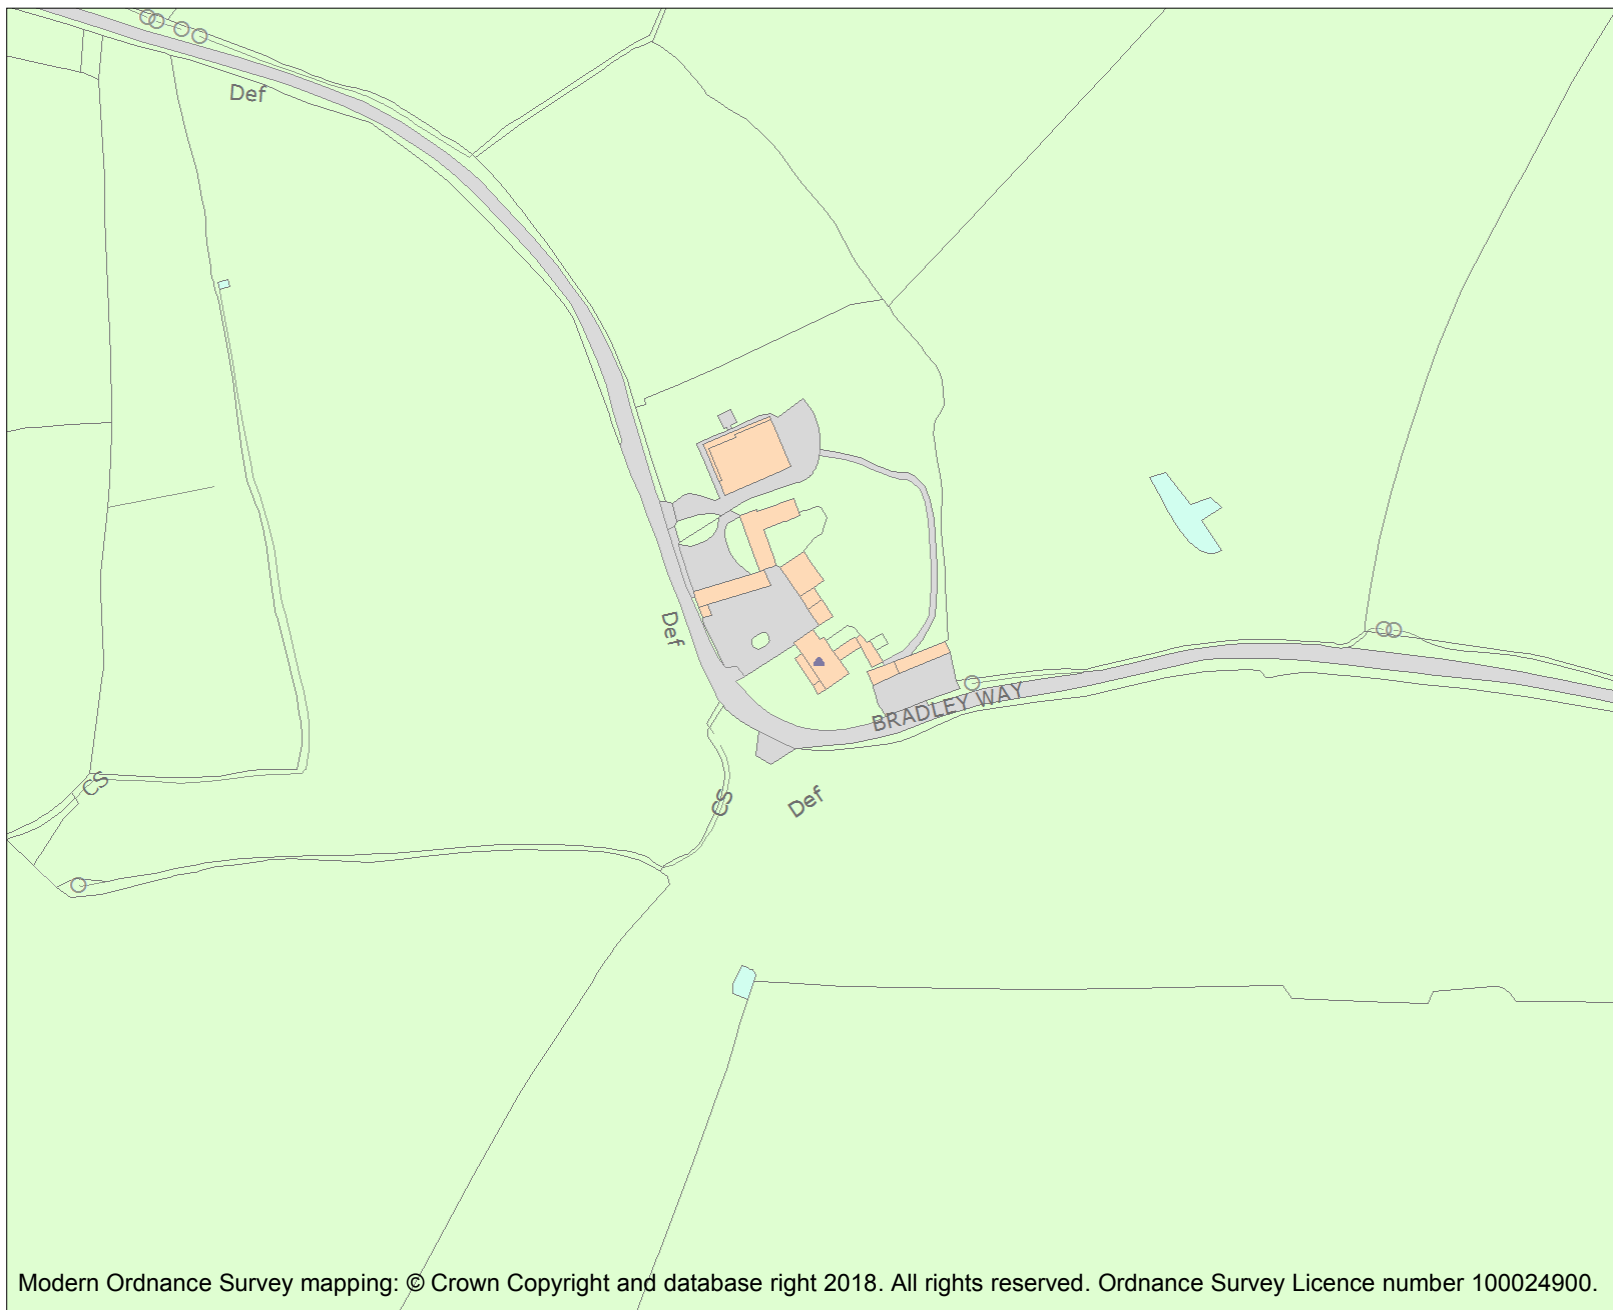 Def
Def
BRADLEY WAY
CS
CS
Def
Modern Ordnance Survey mapping: © Crown Copyright and database right 2018. All rights reserved. Ordnance Survey Licence number 100024900.